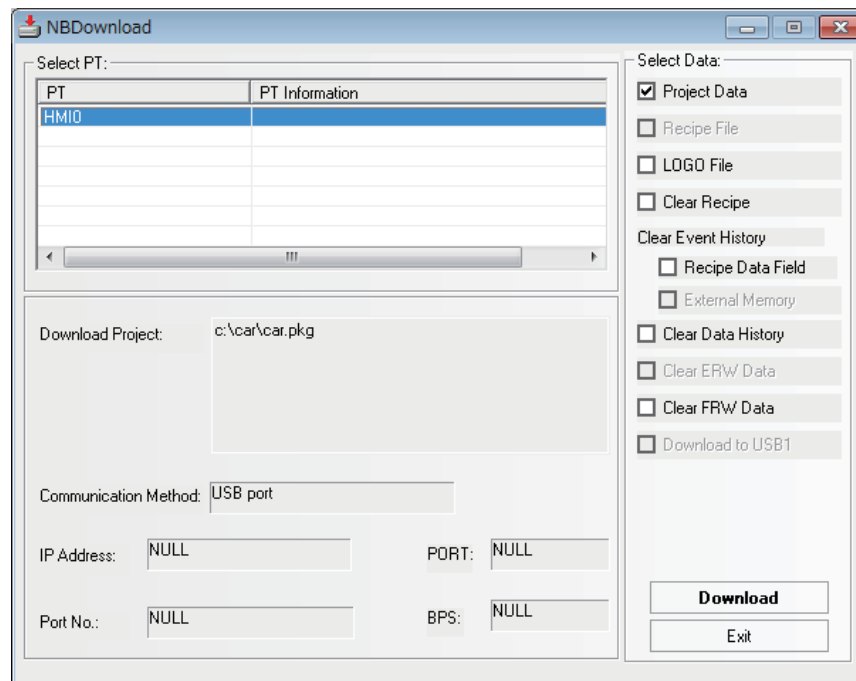 NBDownload
Select PT:
PT PT Information
HMI0
Download Project: c:\car\car.pkg
Communication Method: USB port
IP Address: NULL PORT: NULL
Port No.: NULL BPS: NULL
Select Data:
Project Data
Recipe File
LOGO File
Clear Recipe
Clear Event History
Recipe Data Field
External Memory
Clear Data History
Clear ERW Data
Clear FRW Data
Download to USB1
Download
Exit